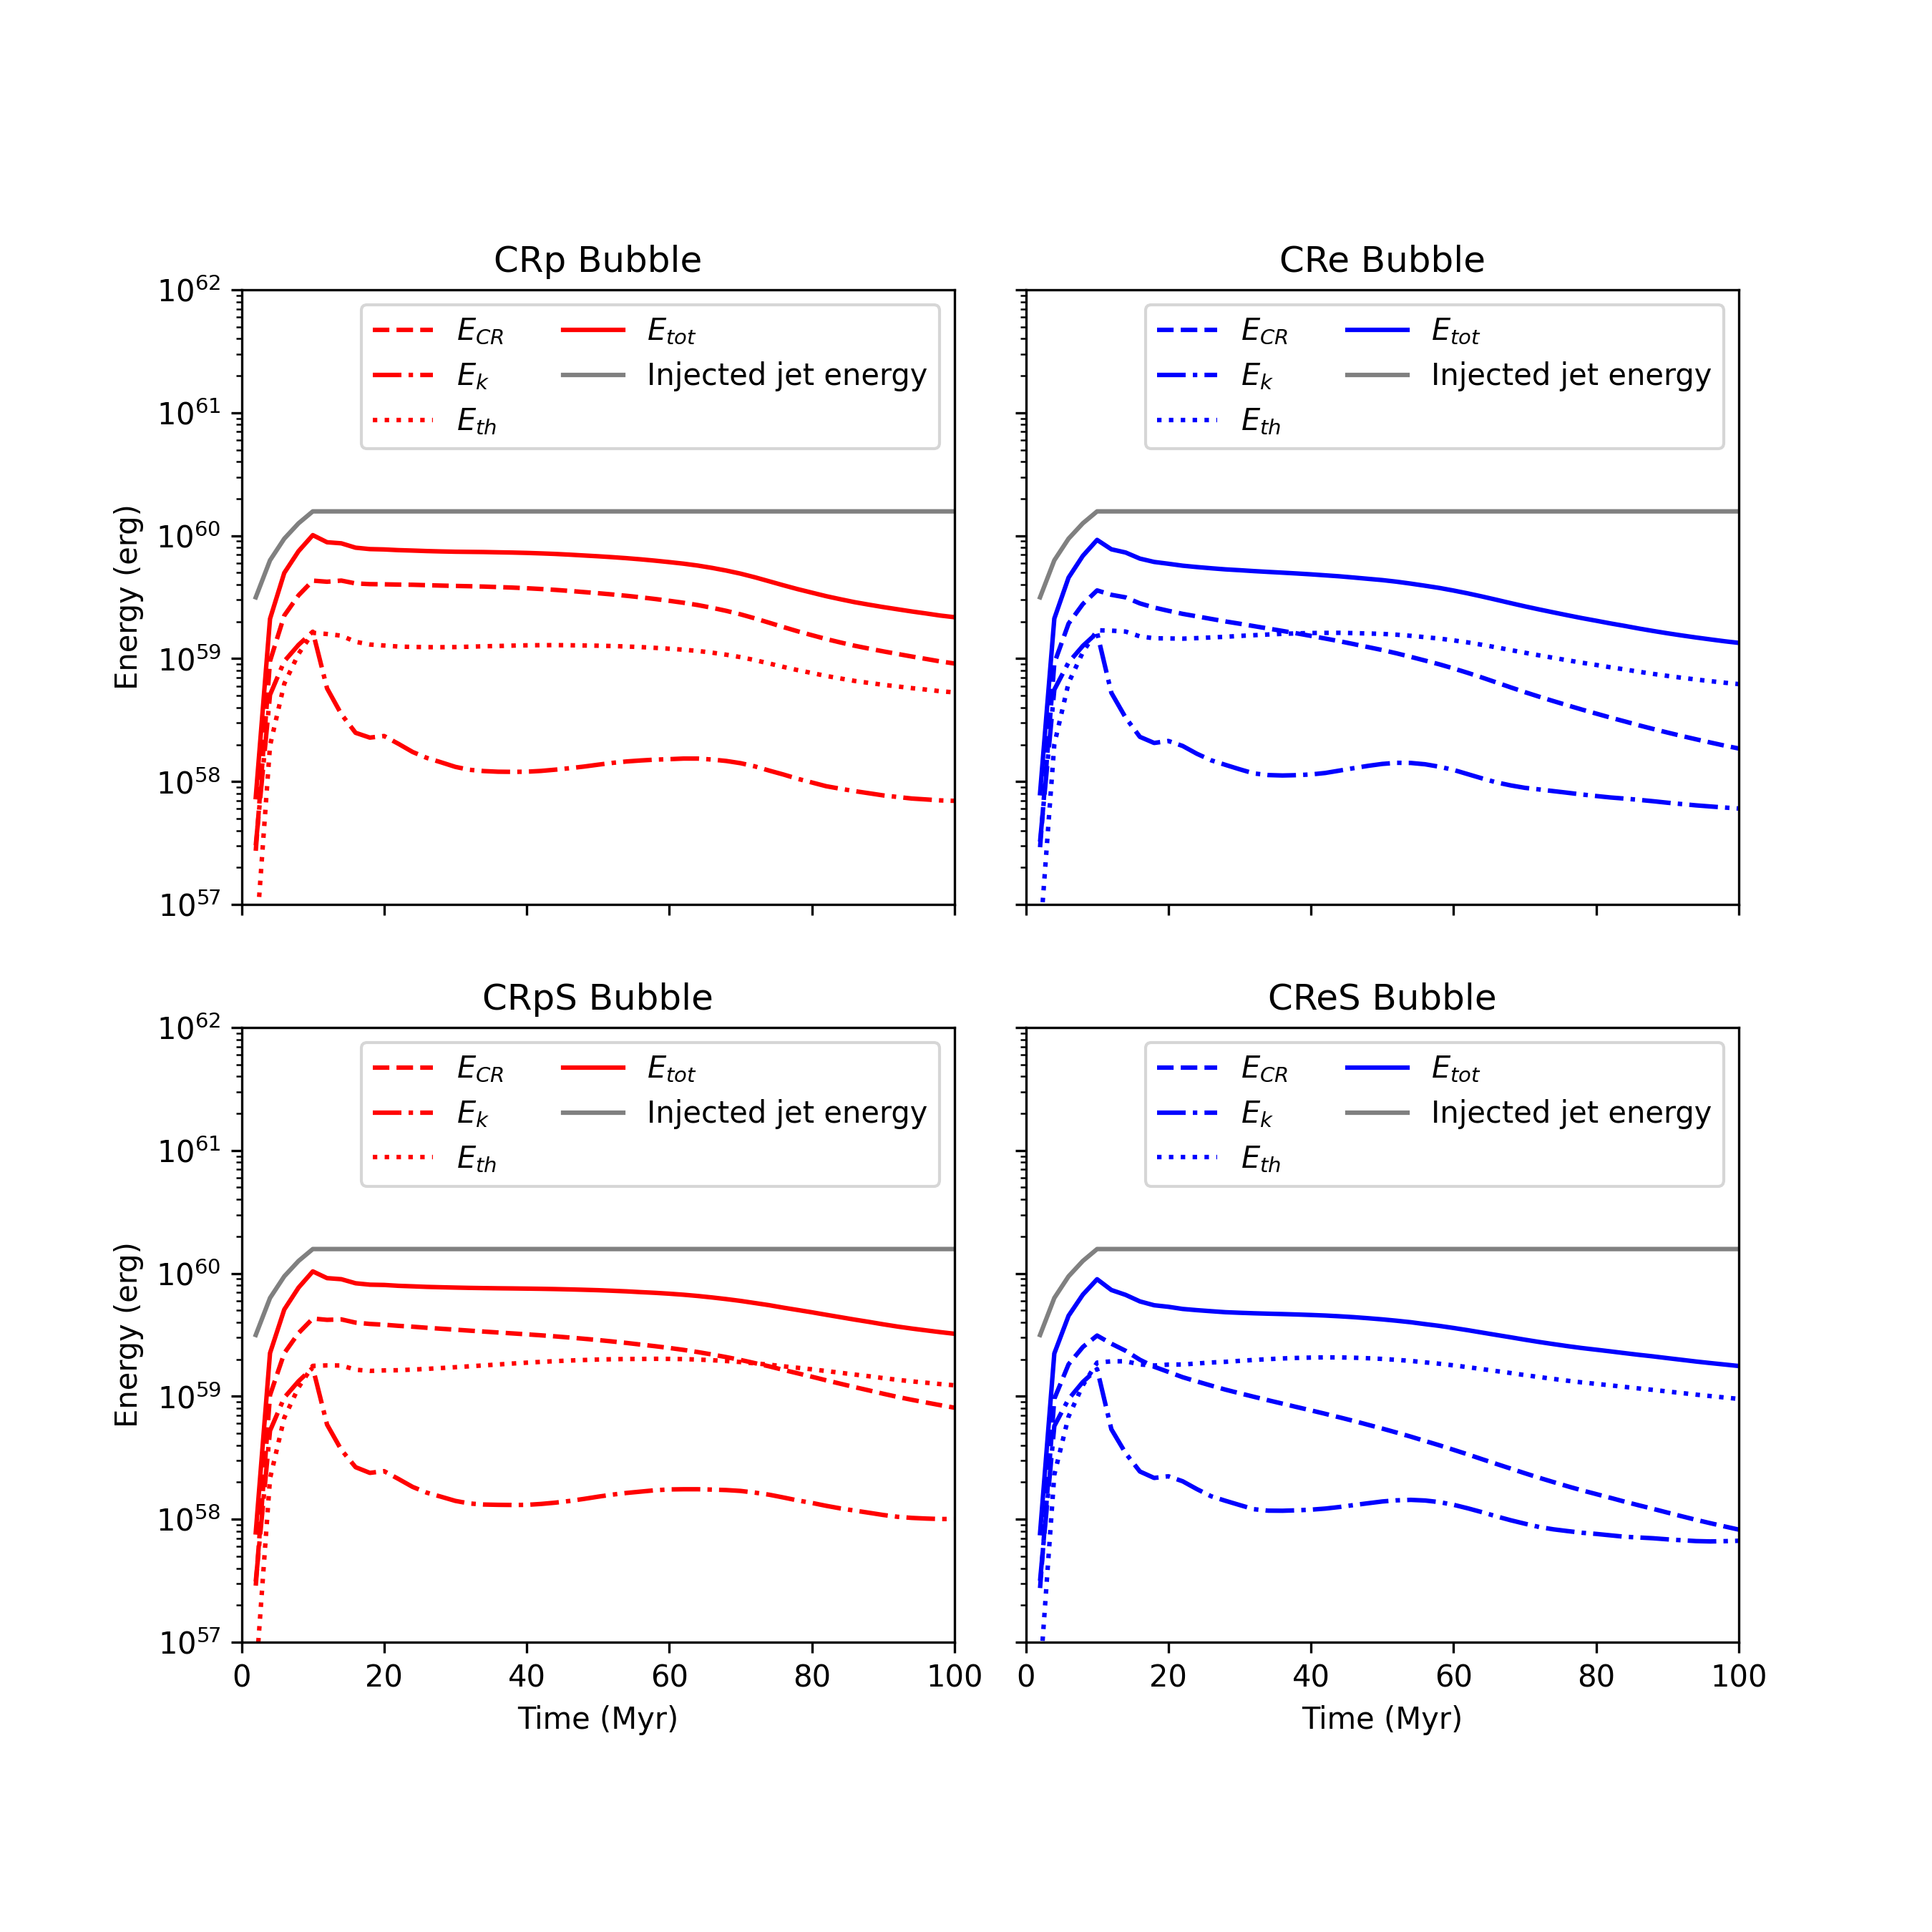 CRp Bubble
CRe Bubble
10^62
10^61
10^60
10^59
10^58
10^57
Energy (erg)
E_CR
E_k
E_th
E_tot
Injected jet energy
E_CR
E_k
E_th
E_tot
Injected jet energy
CRpS Bubble
CReS Bubble
10^62
10^61
10^60
10^59
10^58
10^57
Energy (erg)
E_CR
E_k
E_th
E_tot
Injected jet energy
E_CR
E_k
E_th
E_tot
Injected jet energy
0 20 40 60 80 100
0 20 40 60 80 100
Time (Myr)
Time (Myr)